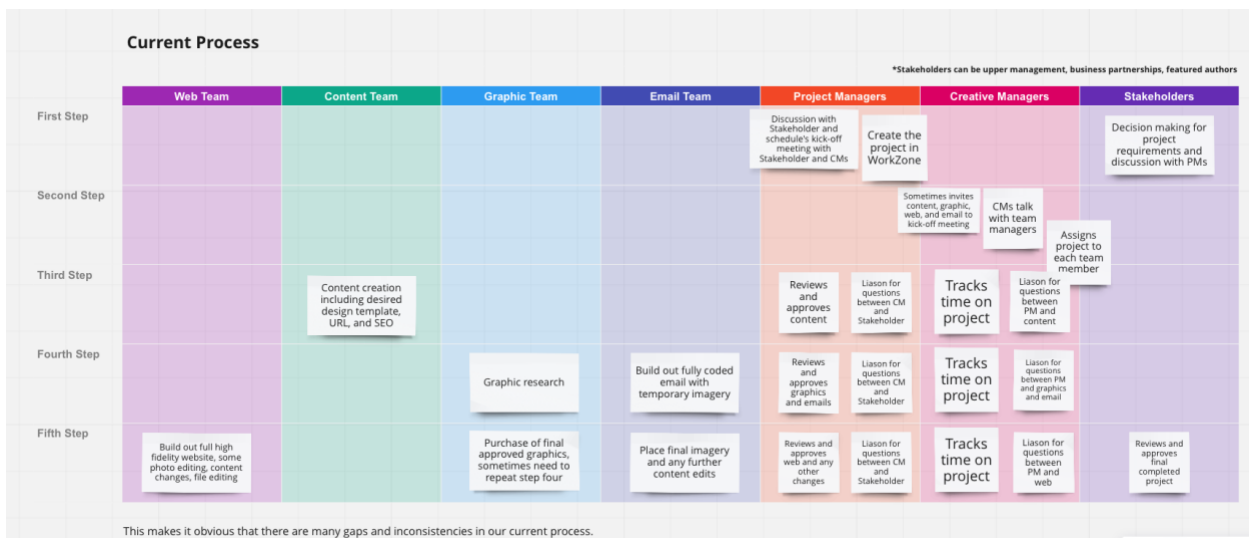 Current Process
*Stakeholders can be upper management, business partnerships, featured authors
Web Team
Content Team
Graphic Team
Email Team
Project Managers
Creative Managers
Stakeholders
First Step
Discussion with
Stakeholder and
schedule's kick-off
meeting with
Stakeholder and CMs
Create the
project in
WorkZone
Decision making for
project
requirements and
discussion with PMs
Second Step
Sometimes invites
content, graphic,
web, and email to
kick-off meeting
CMs talk
with team
managers
Assigns
project to
each team
member
Third Step
Content creation
including desired
design template,
URL, and SEO
Reviews
and
approves
content
Liason for
questions
between CM
and
Stakeholder
Tracks
time on
project
Liason for
questions
between
PM and
content
Fourth Step
Graphic research
Build out fully coded
email with
temporary imagery
Reviews
and
approves
graphics
and emails
Liason for
questions
between CM
and
Stakeholder
Tracks
time on
project
Liason for
questions
between PM
and graphics
and email
Fifth Step
Build out full high
fidelity website, some
photo editing, content
changes, file editing
Purchase of final
approved graphics,
sometimes need to
repeat step four
Place final imagery
and any further
content edits
Reviews and
approves
web and any
other
changes
Liason for
questions
between CM
and
Stakeholder
Tracks
time on
project
Liason for
questions
between
PM and
web
Reviews and
approves
final
completed
project
This makes it obvious that there are many gaps and inconsistencies in our current process.